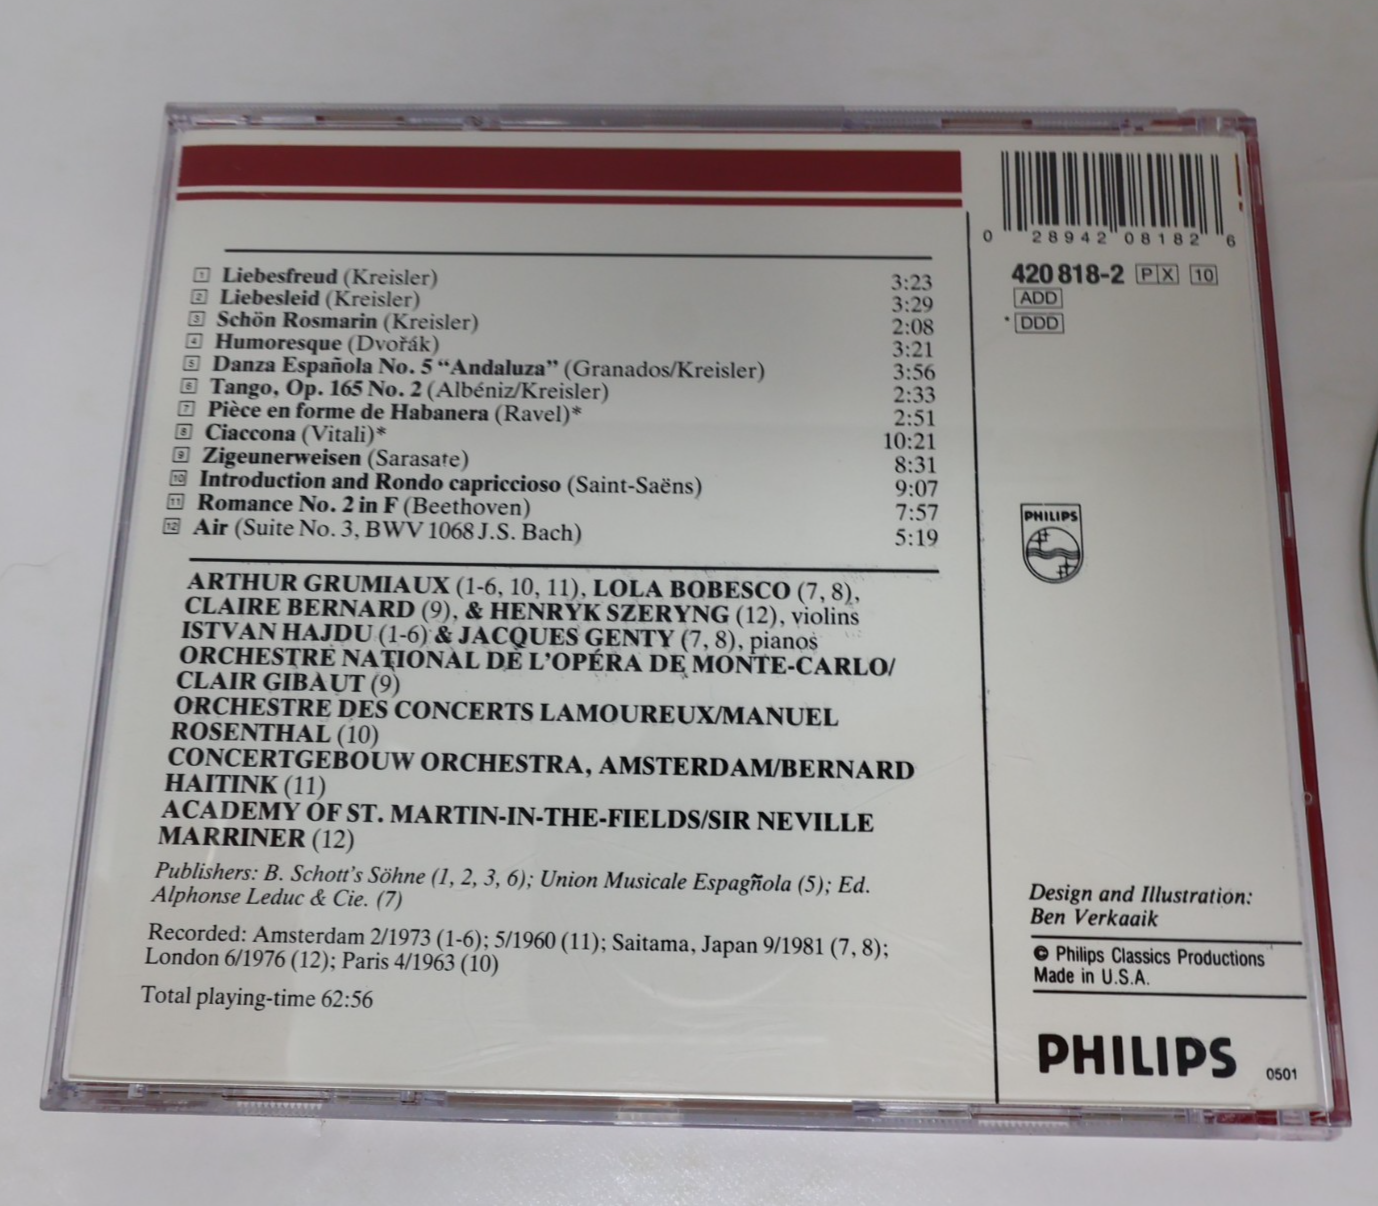 1 Liebesfreud (Kreisler) 3:23
2 Liebesleid (Kreisler) 3:29
3 Schön Rosmarin (Kreisler) 2:08
4 Humoresque (Dvořák) 3:21
5 Danza Española No. 5 “Andaluza” (Granados/Kreisler) 3:56
6 Tango, Op. 165 No. 2 (Albéniz/Kreisler) 2:33
7 Pièce en forme de Habanera (Ravel)* 2:51
8 Ciaccona (Vitali)* 10:21
9 Zigeunerweisen (Sarasate) 8:31
10 Introduction and Rondo capriccioso (Saint-Saëns) 9:07
11 Romance No. 2 in F (Beethoven) 7:57
12 Air (Suite No. 3, BWV 1068 J.S. Bach) 5:19
ARTHUR GRUMIAUX (1-6, 10, 11), LOLA BOBESCO (7, 8),
CLAIRE BERNARD (9), & HENRYK SZERYNG (12), violins
ISTVAN HAJDU (1-6) & JACQUES GENTY (7, 8), pianos
ORCHESTRE NATIONAL DE L’OPÉRA DE MONTE-CARLO/
CLAIR GIBAUT (9)
ORCHESTRE DES CONCERTS LAMOUREUX/MANUEL
ROSENTHAL (10)
CONCERTGEBOUW ORCHESTRA, AMSTERDAM/BERNARD
HAITINK (11)
ACADEMY OF ST. MARTIN-IN-THE-FIELDS/SIR NEVILLE
MARRINER (12)
Publishers: B. Schott’s Söhne (1, 2, 3, 6); Union Musicale Espagñola (5); Ed.
Alphonse Leduc & Cie. (7)
Recorded: Amsterdam 2/1973 (1-6); 5/1960 (11); Saitama, Japan 9/1981 (7, 8);
London 6/1976 (12); Paris 4/1963 (10)
Total playing-time 62:56
0 28942 08182 6
420 818-2 PX 10
ADD
* DDD
PHILIPS
Design and Illustration:
Ben Verkaaik
© Philips Classics Productions
Made in U.S.A.
PHILIPS 0501